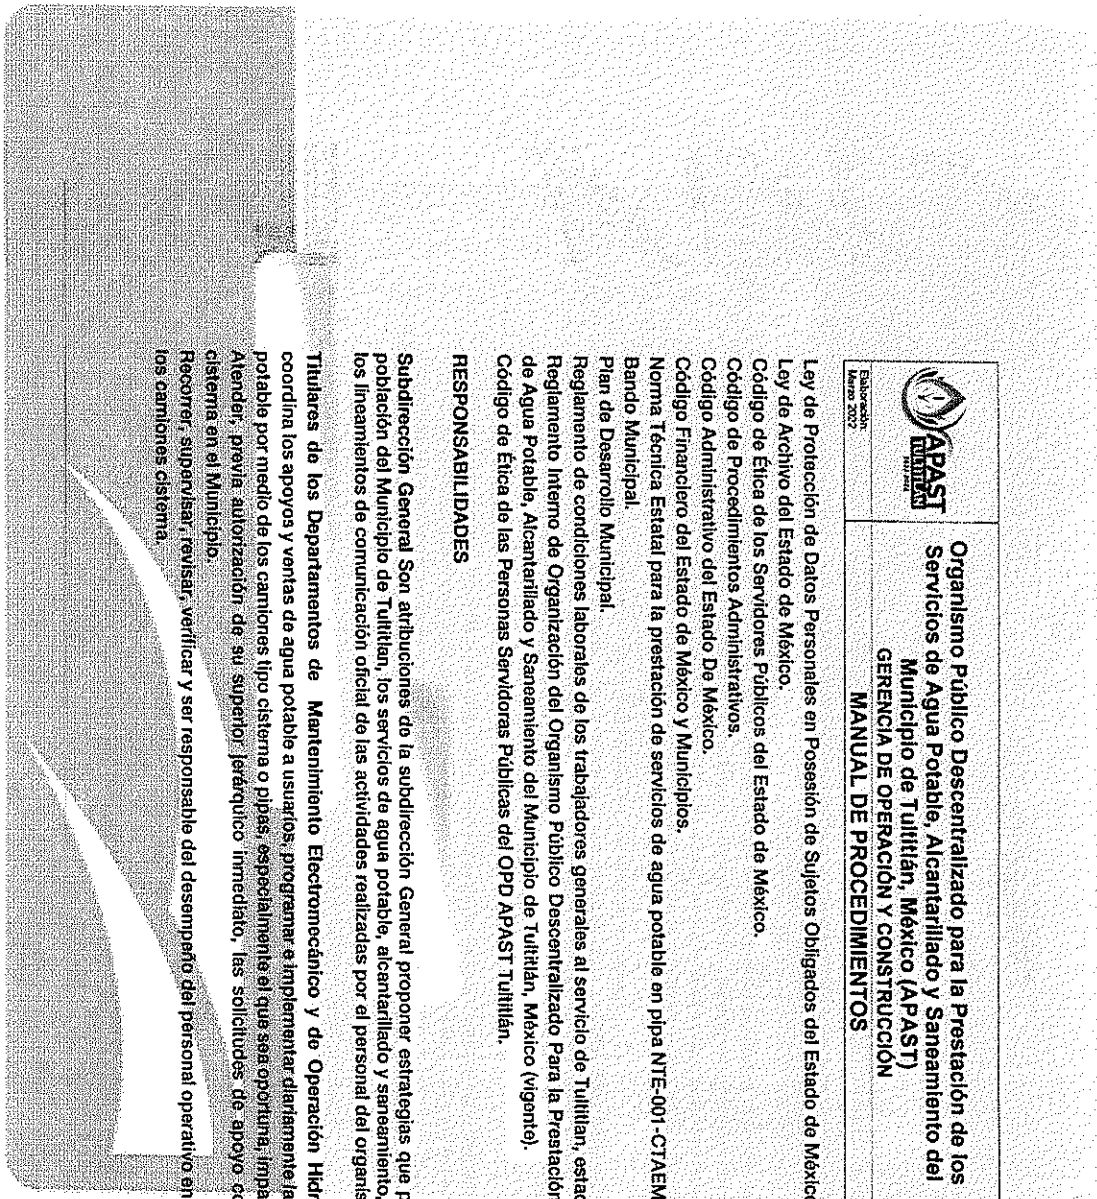 APAST
TULTITLÁN
Elaboración:
Marzo 2022
Organismo Público Descentralizado para la Prestación de los
Servicios de Agua Potable, Alcantarillado y Saneamiento del
Municipio de Tultitlán, México (APAST)
GERENCIA DE OPERACIÓN Y CONSTRUCCIÓN
MANUAL DE PROCEDIMIENTOS
Ley de Protección de Datos Personales en Posesión de Sujetos Obligados del Estado de México
Ley de Archivo del Estado de México.
Código de Ética de los Servidores Públicos del Estado de México.
Código de Procedimientos Administrativos.
Código Administrativo del Estado De México.
Código Financiero del Estado de México y Municipios.
Norma Técnica Estatal para la prestación de servicios de agua potable en pipa NTE-001-CTAEM
Bando Municipal.
Plan de Desarrollo Municipal.
Reglamento de condiciones laborales de los trabajadores generales al servicio de Tultitlan, estad
Reglamento Interno de Organización del Organismo Público Descentralizado Para la Prestación
de Agua Potable, Alcantarillado y Saneamiento del Municipio de Tultitlán, México (vigente).
Código de Ética de las Personas Servidoras Públicas del OPD APAST Tultitlán.
RESPONSABILIDADES
Subdirección General Son atribuciones de la subdirección General proponer estrategias que p
población del Municipio de Tultitlan, los servicios de agua potable, alcantarillado y saneamiento,
los lineamientos de comunicación oficial de las actividades realizadas por el personal del organis
Titulares de los Departamentos de Mantenimiento Electromecánico y de Operación Hidr
coordina los apoyos y ventas de agua potable a usuarios, programar e implementar diariamente la
potable por medio de los camiones tipo cisterna o pipas, especialmente el que sea oportuna, impa
Atender, previa autorización de su superior jerárquico inmediato, las solicitudes de apoyo co
cisterna en el Municipio.
Recorrer, supervisar, revisar, verificar y ser responsable del desempeño del personal operativo en
los camiones cisterna.